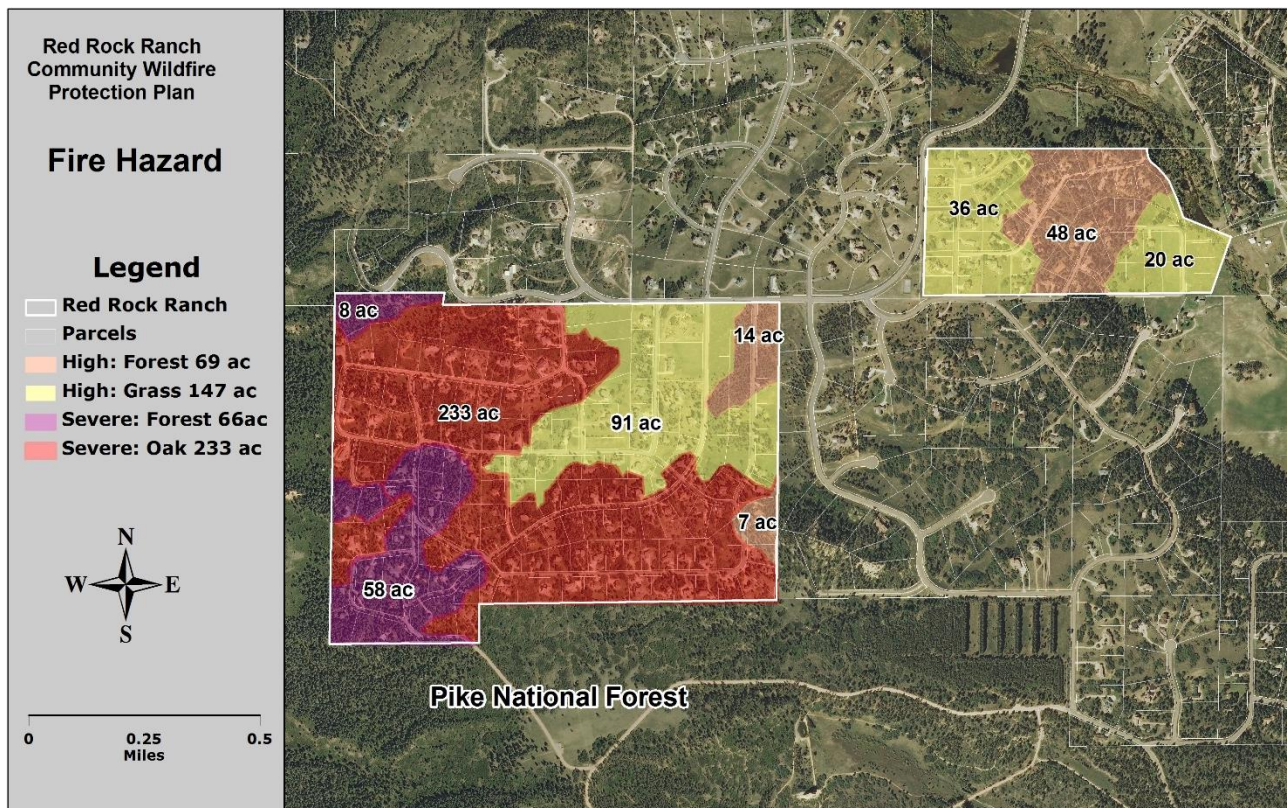 Red Rock Ranch
Community Wildfire
Protection Plan
Fire Hazard
Legend
Red Rock Ranch
Parcels
High: Forest 69 ac
High: Grass 147 ac
Severe: Forest 66ac
Severe: Oak 233 ac
N
W E
S
0 0.25 0.5
Miles
36 ac
48 ac
20 ac
8 ac
14 ac
233 ac
91 ac
7 ac
58 ac
Pike National Forest